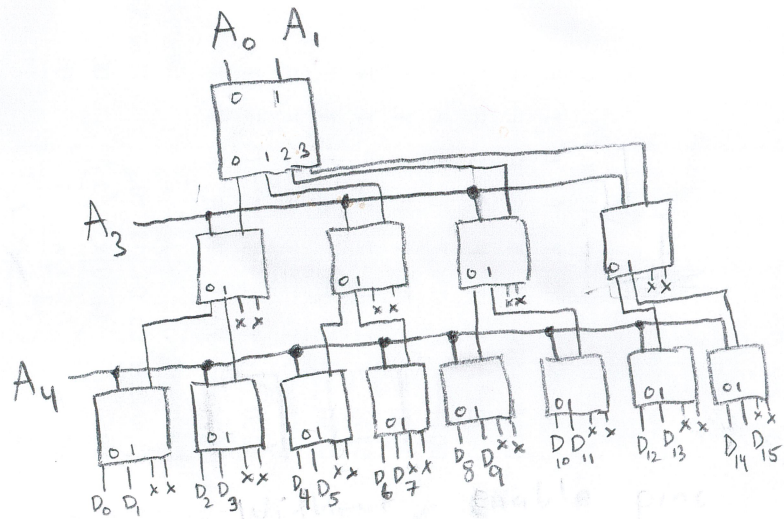 A0 A1
0 1
0 1 2 3
A3
0 1 x x 0 1 x x 0 1 x x 0 1 x x
A4
0 1 0 1 0 1 0 1 0 1 0 1 0 1 0 1
D0 D1 x x D2 D3 x x D4 D5 x x D6 D7 x x D8 D9 x x D10 D11 x x D12 D13 x x D14 D15 x x